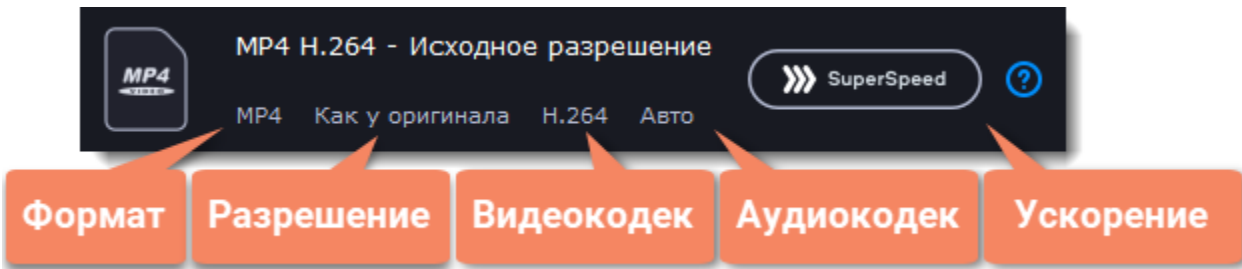 MP4 H.264 - Исходное разрешение
MP4
VIDEO
SuperSpeed
?
MP4 Как у оригинала H.264 Авто
Формат Разрешение Видеокодек Аудиокодек Ускорение